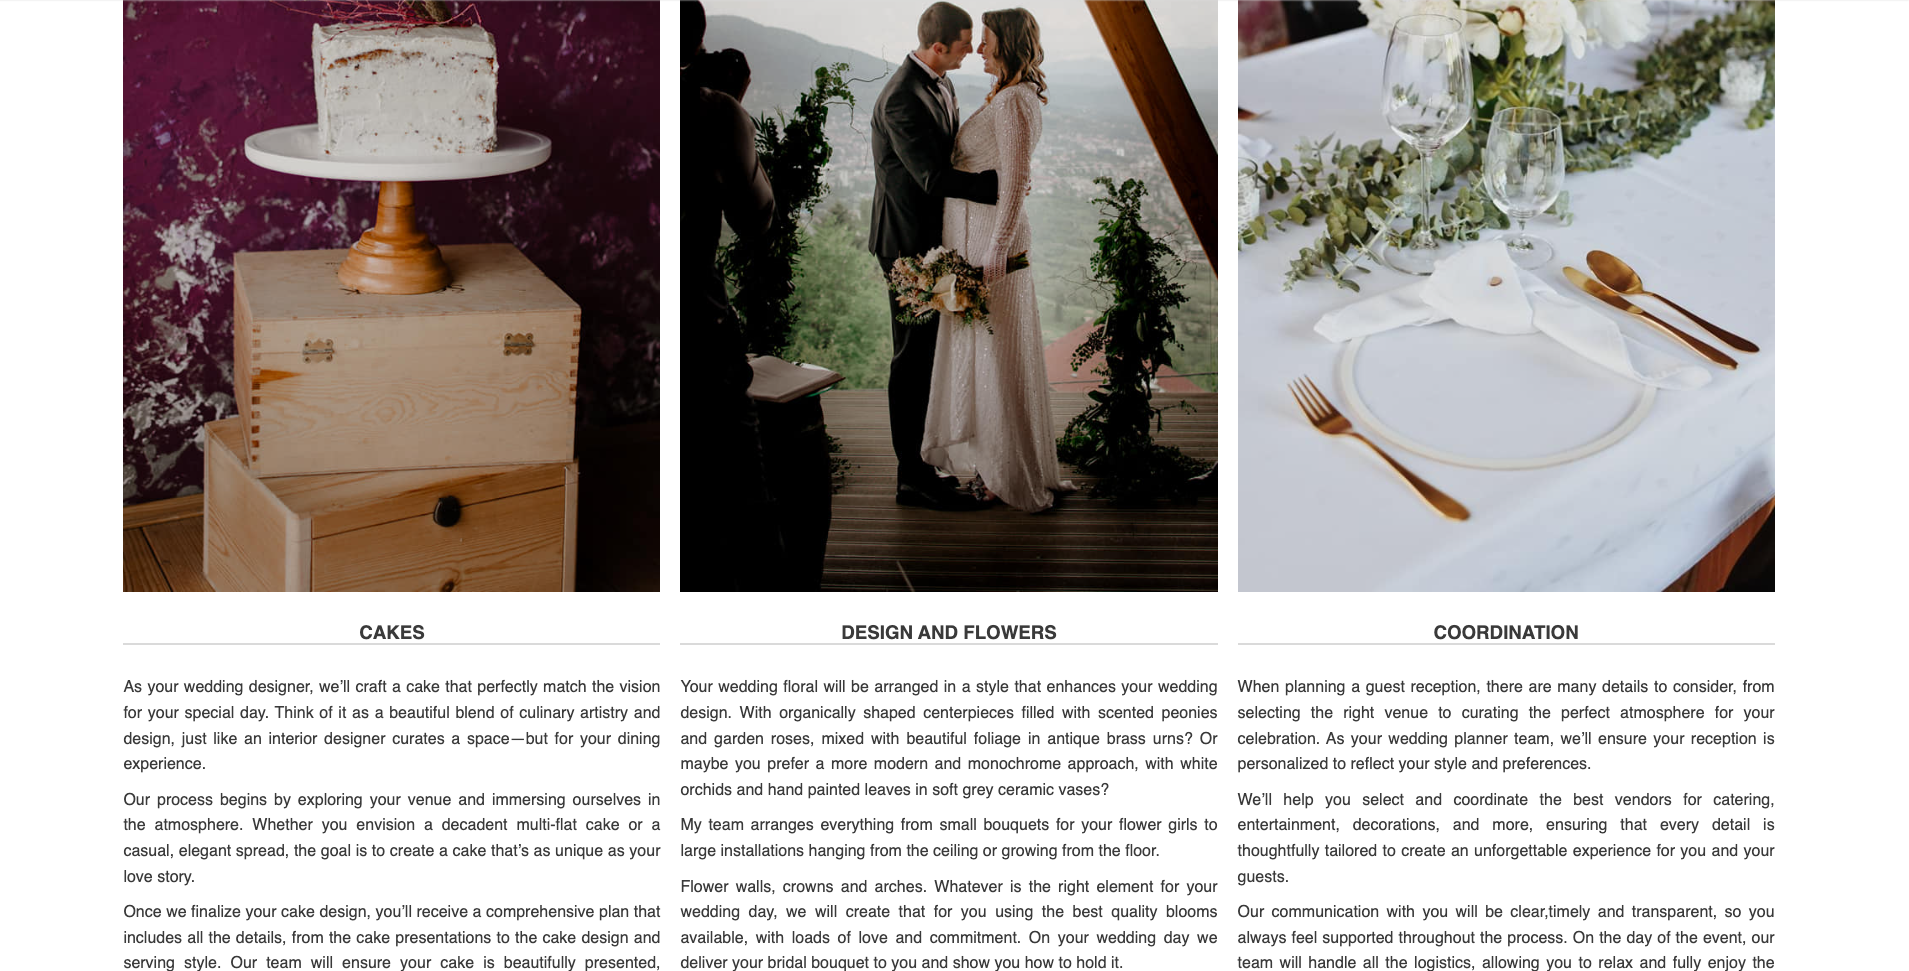 CAKES
As your wedding designer, we’ll craft a cake that perfectly match the vision
for your special day. Think of it as a beautiful blend of culinary artistry and
design, just like an interior designer curates a space—but for your dining
experience.
Our process begins by exploring your venue and immersing ourselves in
the atmosphere. Whether you envision a decadent multi-flat cake or a
casual, elegant spread, the goal is to create a cake that’s as unique as your
love story.
Once we finalize your cake design, you’ll receive a comprehensive plan that
includes all the details, from the cake presentations to the cake design and
serving style. Our team will ensure your cake is beautifully presented,
DESIGN AND FLOWERS
Your wedding floral will be arranged in a style that enhances your wedding
design. With organically shaped centerpieces filled with scented peonies
and garden roses, mixed with beautiful foliage in antique brass urns? Or
maybe you prefer a more modern and monochrome approach, with white
orchids and hand painted leaves in soft grey ceramic vases?
My team arranges everything from small bouquets for your flower girls to
large installations hanging from the ceiling or growing from the floor.
Flower walls, crowns and arches. Whatever is the right element for your
wedding day, we will create that for you using the best quality blooms
available, with loads of love and commitment. On your wedding day we
deliver your bridal bouquet to you and show you how to hold it.
COORDINATION
When planning a guest reception, there are many details to consider, from
selecting the right venue to curating the perfect atmosphere for your
celebration. As your wedding planner team, we’ll ensure your reception is
personalized to reflect your style and preferences.
We’ll help you select and coordinate the best vendors for catering,
entertainment, decorations, and more, ensuring that every detail is
thoughtfully tailored to create an unforgettable experience for you and your
guests.
Our communication with you will be clear,timely and transparent, so you
always feel supported throughout the process. On the day of the event, our
team will handle all the logistics, allowing you to relax and fully enjoy the